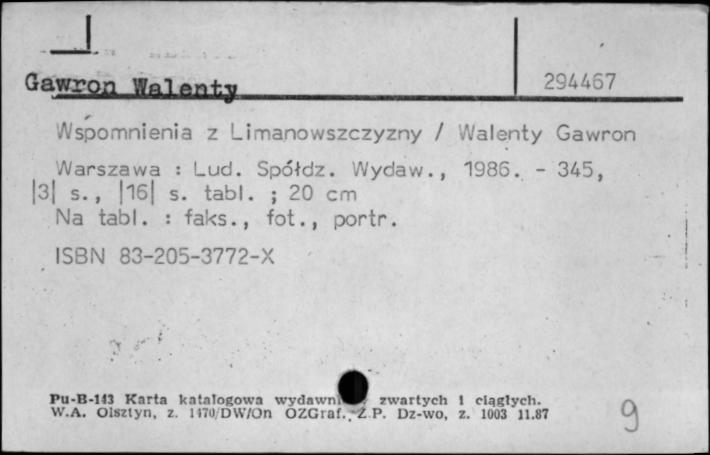 Gawron Walenty 294467
Wspomnienia z Limanowszczyzny / Walenty Gawron
Warszawa : Lud. Spółdz. Wydaw., 1986. - 345,
|3| s., |16| s. tabl. ; 20 cm
Na tabl. : faks., fot., portr.
ISBN 83-205-3772-X
Pu-B-143 Karta katalogowa wydawni zwartych i ciągłych.
W.A. Olsztyn, z. 1470/DW/On OZGraf. Z.P. Dz-wo, z. 1003 11.87
9